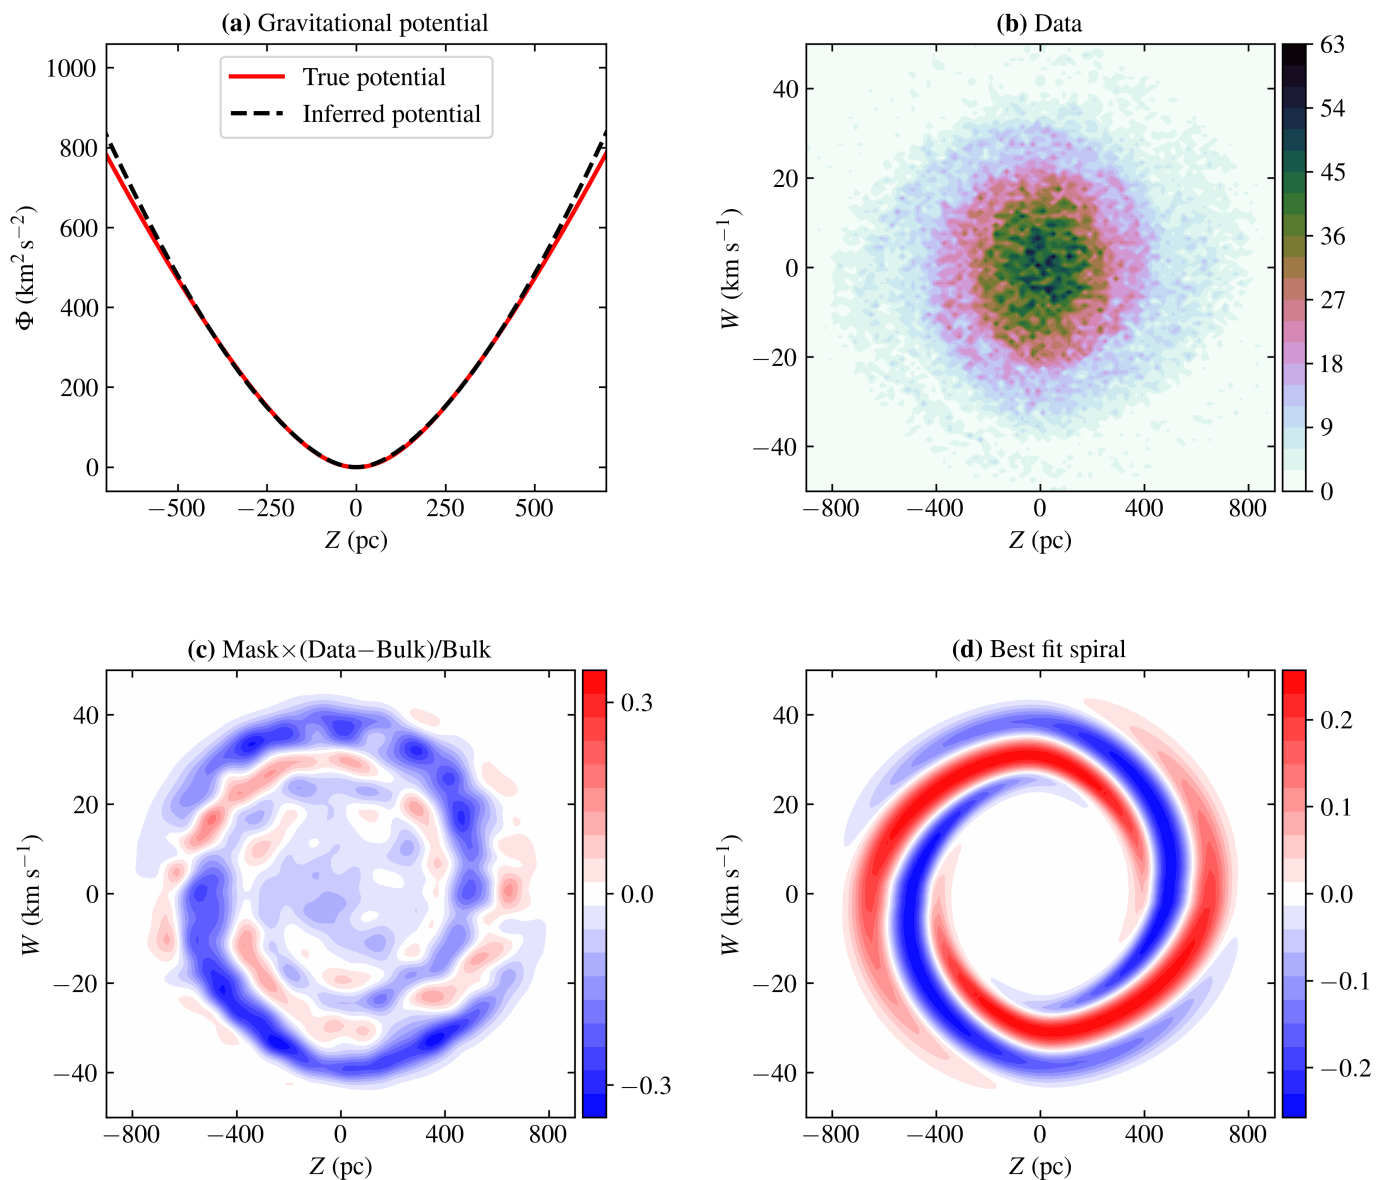 (a) Gravitational potential
1000
800
600
400
200
0
Φ (km² s⁻²)
True potential
Inferred potential
−500 −250 0 250 500
Z (pc)
(b) Data
40
20
0
−20
−40
W (km s⁻¹)
−800 −400 0 400 800
Z (pc)
63
54
45
36
27
18
9
0
(c) Mask×(Data−Bulk)/Bulk
40
20
0
−20
−40
W (km s⁻¹)
−800 −400 0 400 800
Z (pc)
0.3
0.0
−0.3
(d) Best fit spiral
40
20
0
−20
−40
W (km s⁻¹)
−800 −400 0 400 800
Z (pc)
0.2
0.1
0.0
−0.1
−0.2